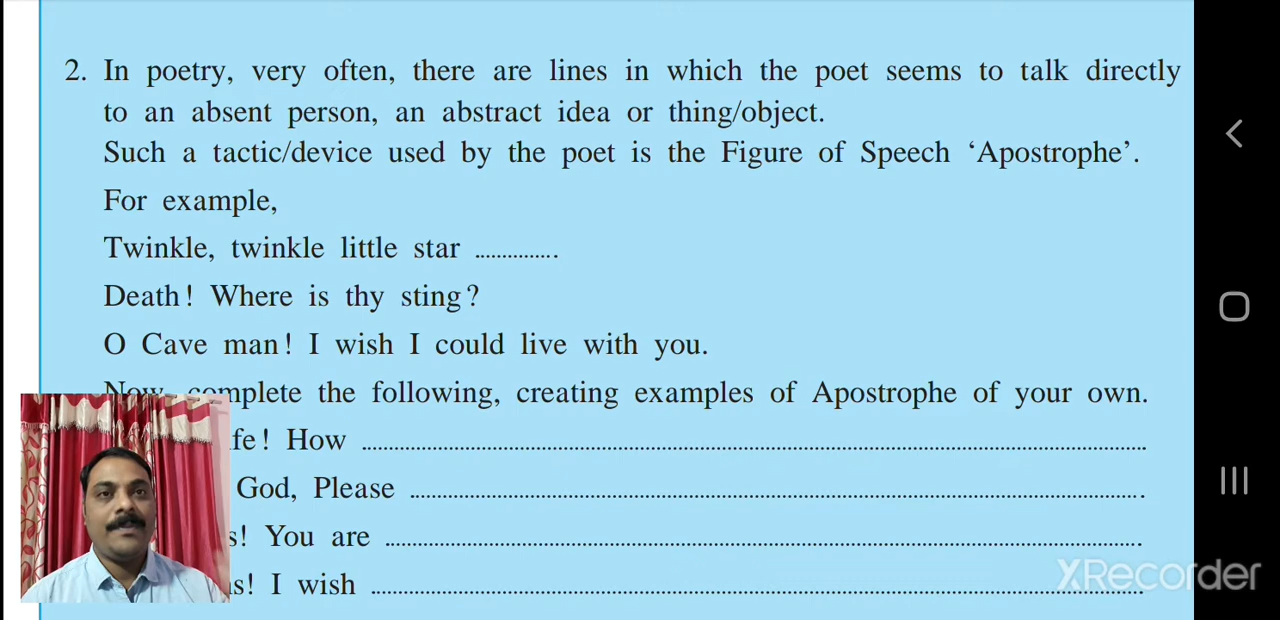 2. In poetry, very often, there are lines in which the poet seems to talk directly
to an absent person, an abstract idea or thing/object.
Such a tactic/device used by the poet is the Figure of Speech ‘Apostrophe’.
For example,
Twinkle, twinkle little star ...............
Death! Where is thy sting?
O Cave man! I wish I could live with you.
Now, complete the following, creating examples of Apostrophe of your own.
How ........................................
God, Please ........................................
You are ........................................
I wish ........................................
XRecorder